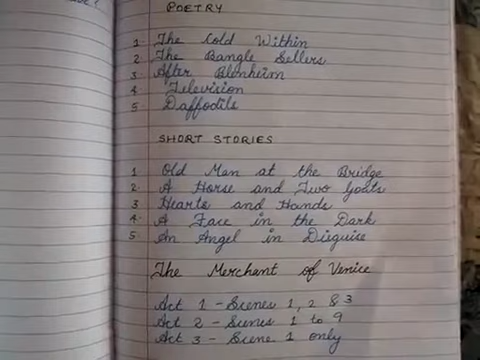 POETRY
1. The Cold Within
2. The Bangle Sellers
3. After Blenheim
4. Television
5. Daffodils
SHORT STORIES
1 Old Man at the Bridge
2. A Horse and Two Goats
3 Hearts and Hands
4. A Face in the Dark
5. An Angel in Disguise
The Merchant of Venice
Act 1 - Scenes 1, 2 & 3
Act 2 - Scenes 1 to 9
Act 3 - Scene 1 only